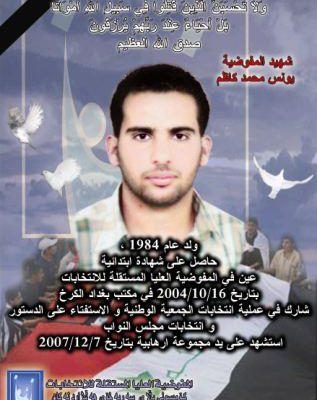 ولا تحسبن الذين قتلوا في سبيل الله امواتا
بل احياء عند ربهم يرزقون
صدق الله العظيم
شهيد المفوضية
يونس محمد كاظم
ولد عام 1984 ،
حاصل على شهادة ابتدائية
عين في المفوضية العليا المستقلة للانتخابات
بتاريخ 2004/10/16 في مكتب بغداد الكرخ
شارك في عملية انتخابات الجمعية الوطنية و الاستفتاء على الدستور
و انتخابات مجلس النواب
استشهد على يد مجموعة ارهابية بتاريخ 2007/12/7
المفوضية العليا المستقلة للانتخابات